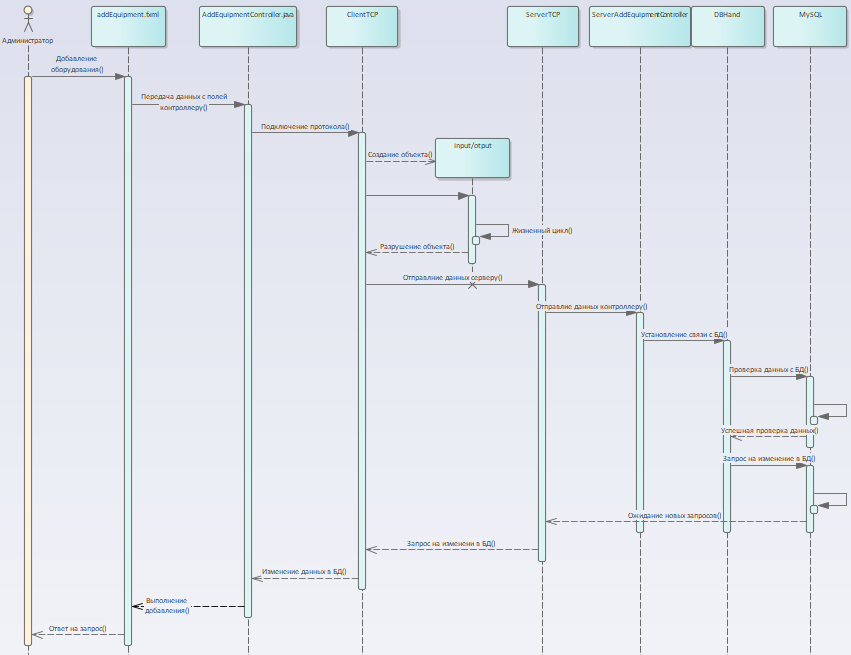 addEquipment.fxml
AddEquipmentController.java
ClientTCP
ServerTCP
ServerAddEquipmentController
DBHand
MySQL
Администратор
Добавление
оборудования()
Передача данных с полей
контроллеру()
Подключение протокола()
input/otput
Создание объекта()
Жизненный цикл()
Разрушение объекта()
Отправлние данных серверу()
Отправлие данных контроллеру()
Установление связи с БД()
Проверка данных с БД()
Успешная проверка данных()
Запрос на изменение в БД()
Ожидание новых запросов()
Запрос на изменени в БД()
Изменение данных в БД()
Выполнение
добавления()
Ответ на запрос()